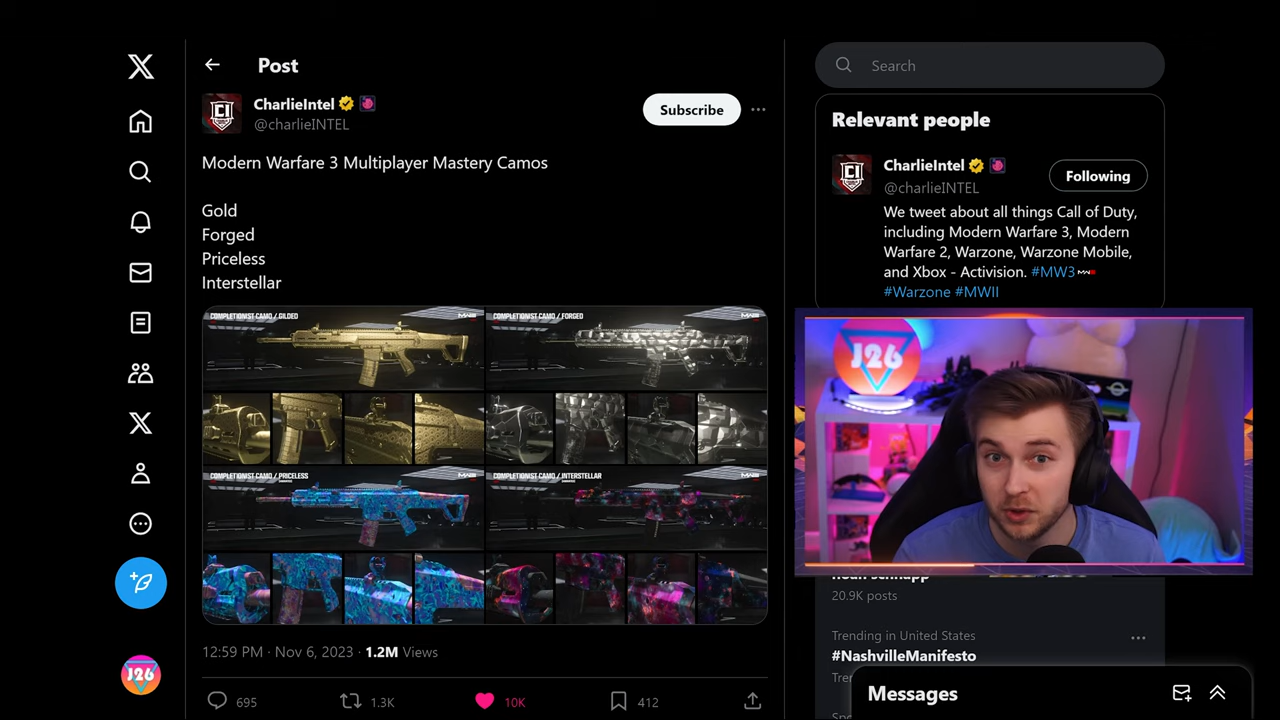 Post
Search
CharlieIntel
@charlieINTEL
Subscribe
Modern Warfare 3 Multiplayer Mastery Camos
Gold
Forged
Priceless
Interstellar
COMPLETIONIST CAMO / GILDED
COMPLETIONIST CAMO / FORGED
COMPLETIONIST CAMO / PRICELESS
COMPLETIONIST CAMO / INTERSTELLAR
12:59 PM · Nov 6, 2023 · 1.2M Views
695
1.3K
10K
412
Relevant people
CharlieIntel
@charlieINTEL
Following
We tweet about all things Call of Duty,
including Modern Warfare 3, Modern
Warfare 2, Warzone, Warzone Mobile,
and Xbox - Activision. #MW3
#Warzone #MWII
J26
noah schnapp
20.9K posts
Trending in United States
#NashvilleManifesto
Messages
J26